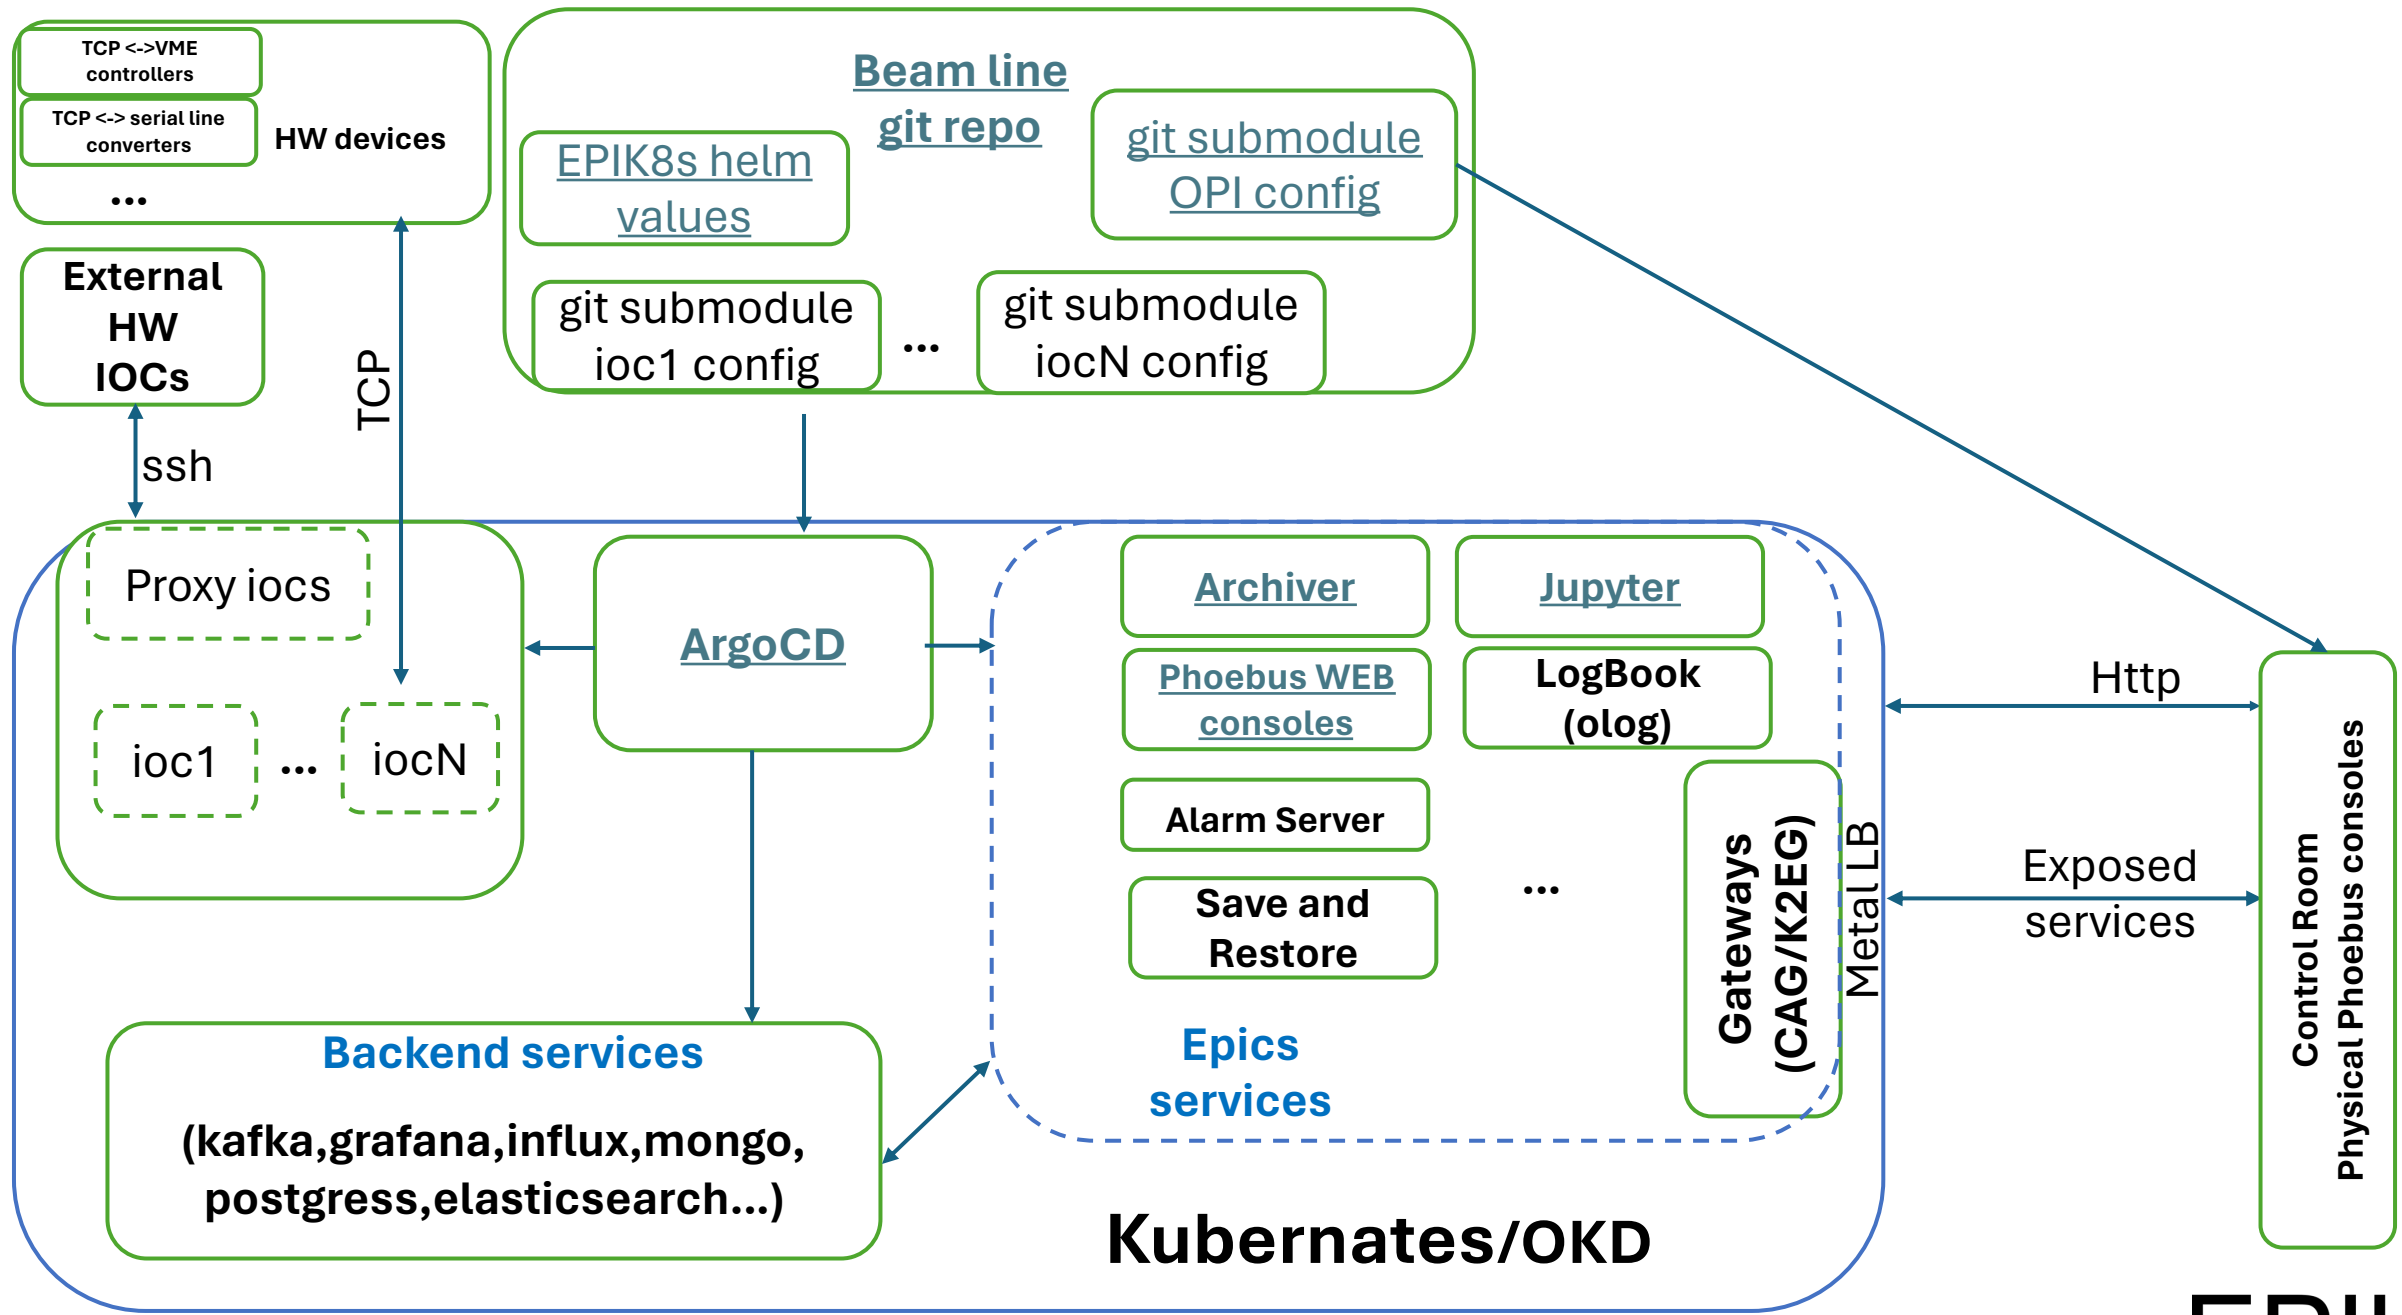 TCP <->VME
controllers
TCP <-> serial line
converters
HW devices
...
Beam line
git repo
EPIK8s helm
values
git submodule
OPI config
git submodule
ioc1 config
...
git submodule
iocN config
External
HW
IOCs
TCP
ssh
Proxy iocs
ioc1
...
iocN
ArgoCD
Archiver
Jupyter
Phoebus WEB
consoles
LogBook
(olog)
Alarm Server
Save and
Restore
...
Gateways
(CAG/K2EG)
Metal LB
Epics
services
Http
Exposed
services
Control Room
Physical Phoebus consoles
Backend services
(kafka,grafana,influx,mongo,
postgress,elasticsearch...)
Kubernates/OKD